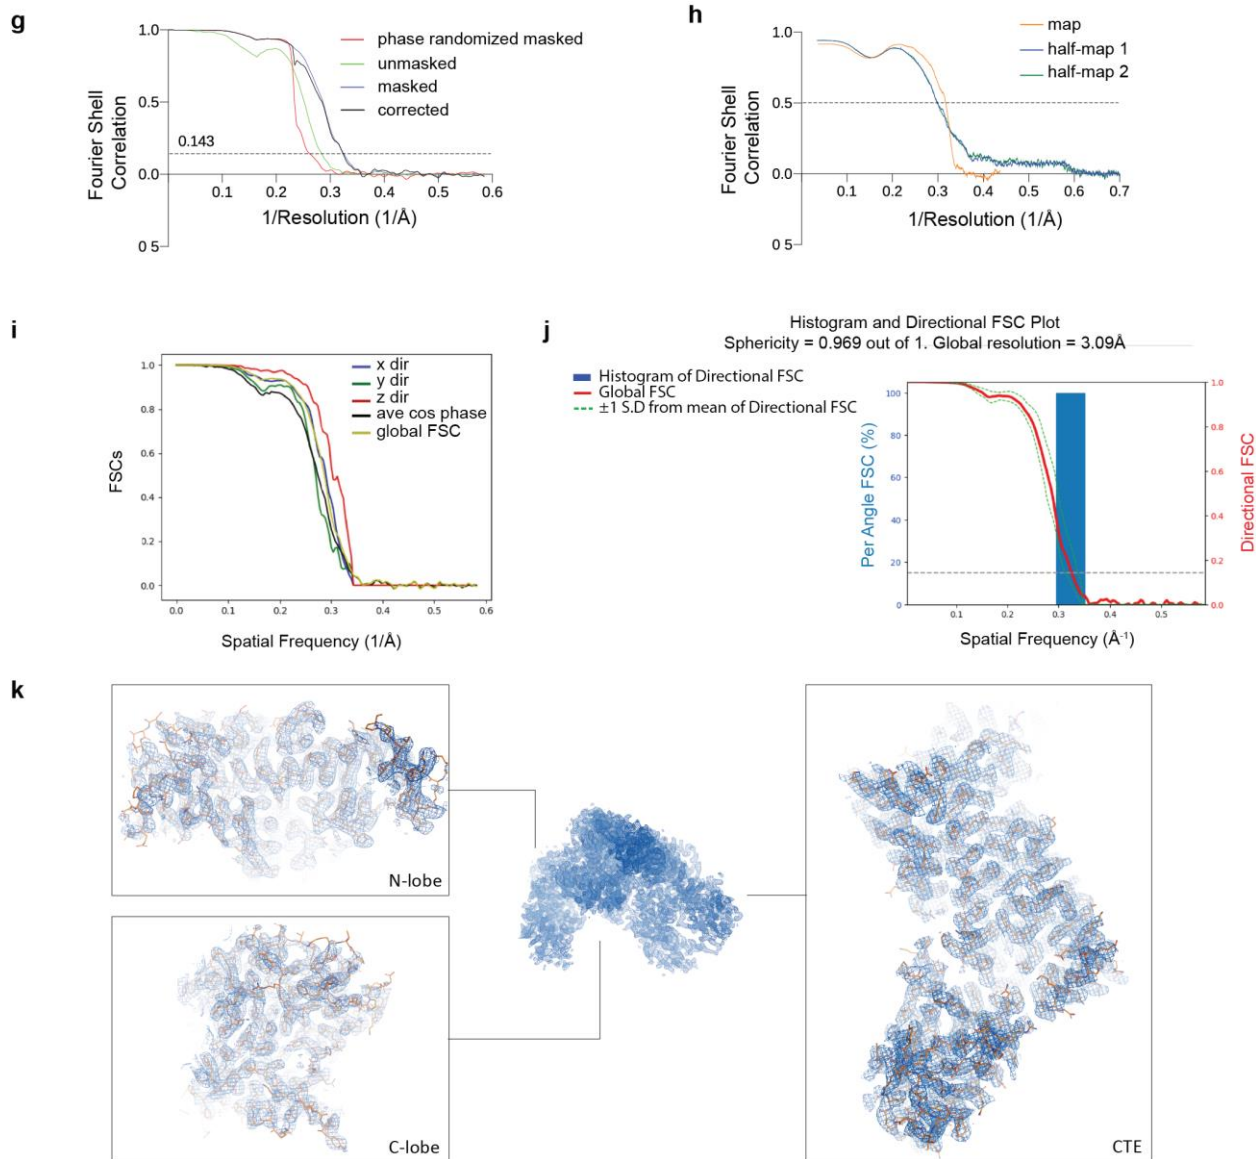 g
1.0
0.5
0.0
0 5
0.143
Fourier Shell
Correlation
0.1 0.2 0.3 0.4 0.5 0.6
1/Resolution (1/Å)
phase randomized masked
unmasked
masked
corrected
h
1.0
0.5
0.0
0 5
Fourier Shell
Correlation
0.1 0.2 0.3 0.4 0.5 0.6 0.7
1/Resolution (1/Å)
map
half-map 1
half-map 2
i
1.0
0.8
0.6
0.4
0.2
0.0
FSCs
0.0 0.1 0.2 0.3 0.4 0.5 0.6
Spatial Frequency (1/Å)
x dir
y dir
z dir
ave cos phase
global FSC
j
Histogram and Directional FSC Plot
Sphericity = 0.969 out of 1. Global resolution = 3.09Å
Histogram of Directional FSC
Global FSC
±1 S.D from mean of Directional FSC
Per Angle FSC (%)
100
80
60
40
20
0
0.1 0.2 0.3 0.4 0.5
Spatial Frequency (Å-1)
1.0
0.8
0.6
0.4
0.2
0.0
Directional FSC
k
N-lobe
C-lobe
CTE